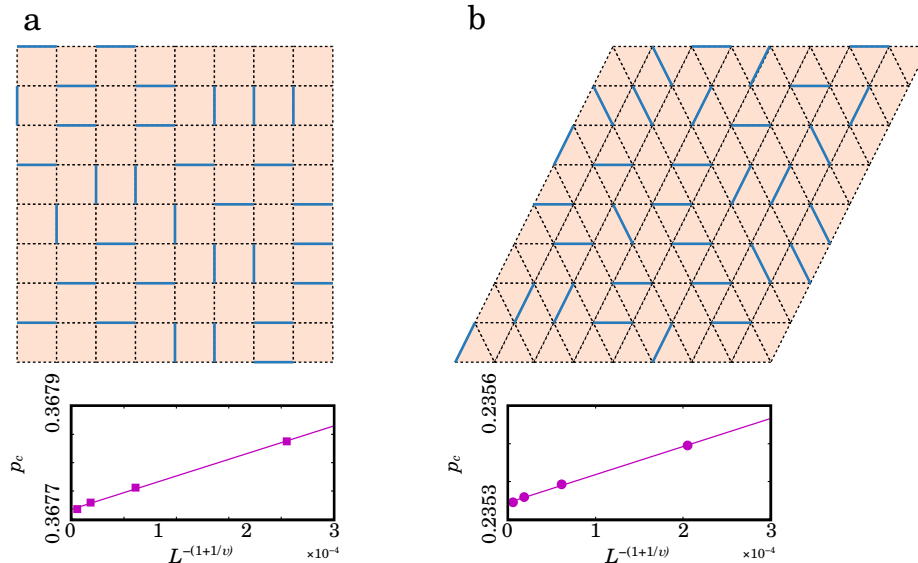 a
b
0.3679
0.3677
p_c
0 1 2 3
L^{-(1+1/υ)}
×10^{-4}
0.2356
0.2353
p_c
0 1 2 3
L^{-(1+1/υ)}
×10^{-4}